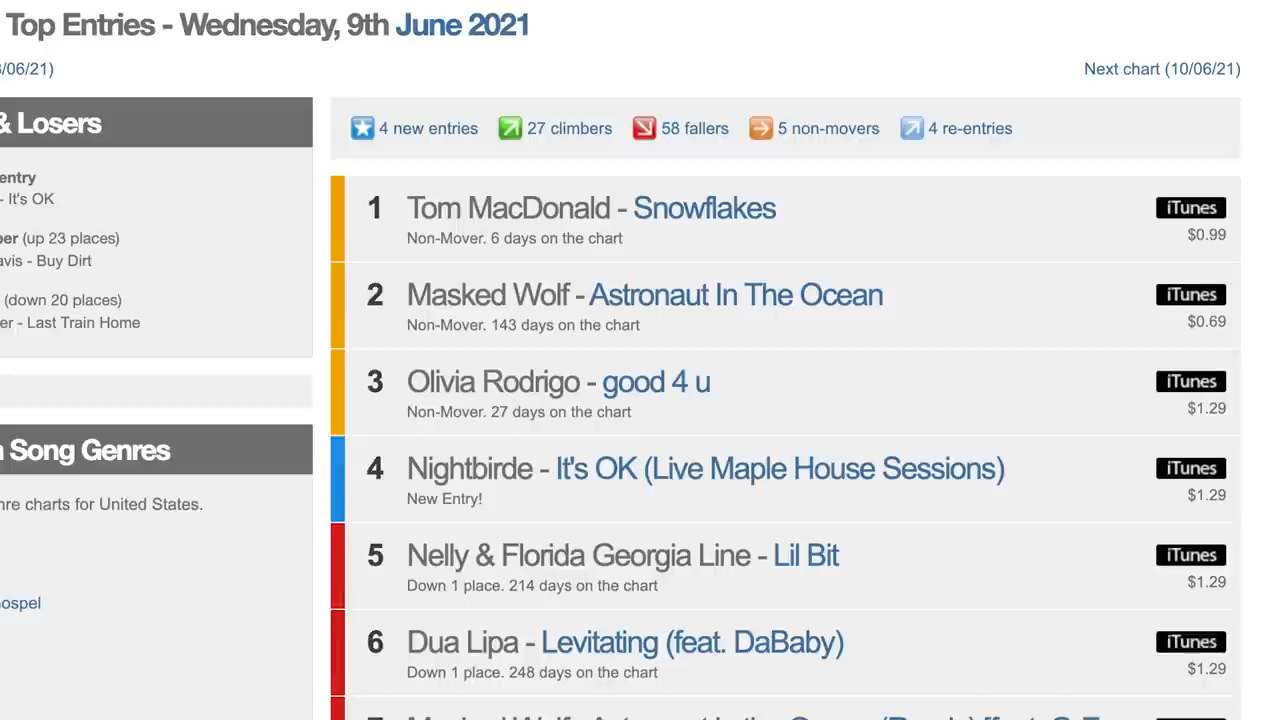 Top Entries - Wednesday, 9th June 2021
/06/21)
Next chart (10/06/21)
& Losers
entry
- It's OK
per (up 23 places)
avis - Buy Dirt
(down 20 places)
er - Last Train Home
Song Genres
re charts for United States.
ospel
4 new entries 27 climbers 58 fallers 5 non-movers 4 re-entries
1 Tom MacDonald - Snowflakes iTunes
Non-Mover. 6 days on the chart $0.99
2 Masked Wolf - Astronaut In The Ocean iTunes
Non-Mover. 143 days on the chart $0.69
3 Olivia Rodrigo - good 4 u iTunes
Non-Mover. 27 days on the chart $1.29
4 Nightbirde - It's OK (Live Maple House Sessions) iTunes
New Entry! $1.29
5 Nelly & Florida Georgia Line - Lil Bit iTunes
Down 1 place. 214 days on the chart $1.29
6 Dua Lipa - Levitating (feat. DaBaby) iTunes
Down 1 place. 248 days on the chart $1.29